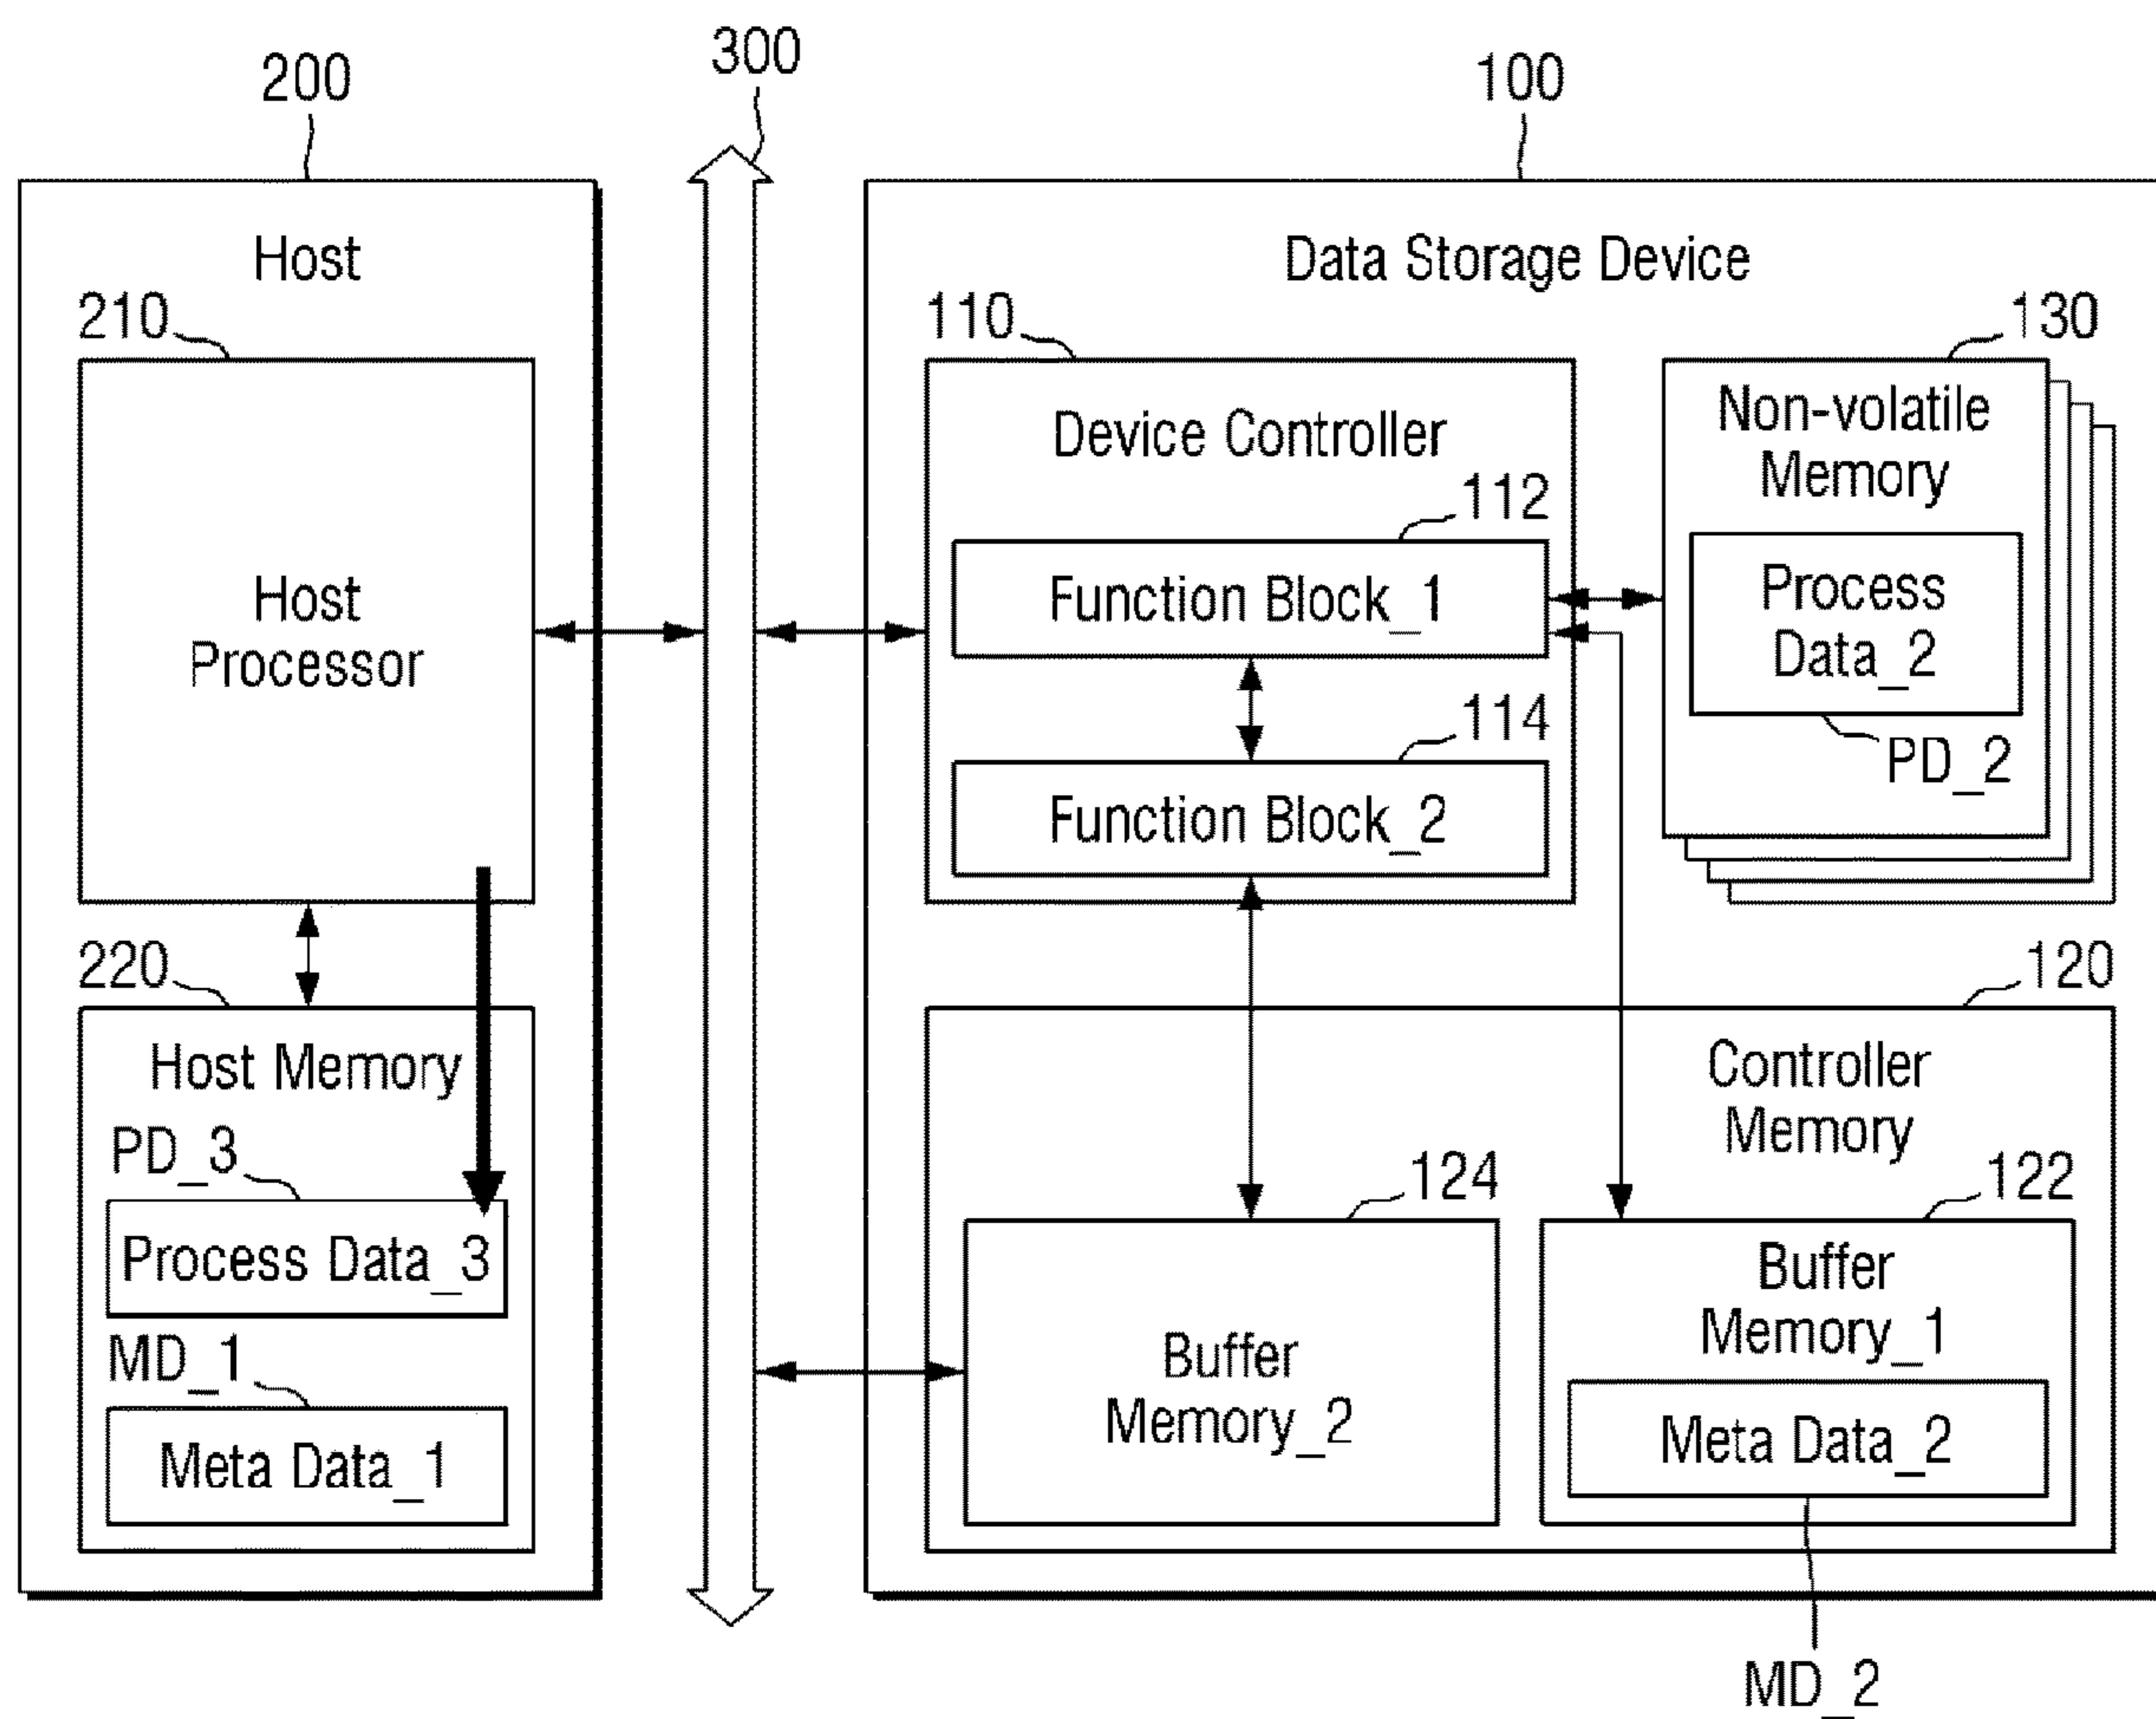 200
300
100
Host
Data Storage Device
210
110
130
Host
Processor
Device Controller
112
Function Block_1
114
Function Block_2
Non-volatile
Memory
Process
Data_2
PD_2
220
120
Host Memory
PD_3
Process Data_3
MD_1
Meta Data_1
Controller
Memory
124
122
Buffer
Memory_2
Buffer
Memory_1
Meta Data_2
MD_2